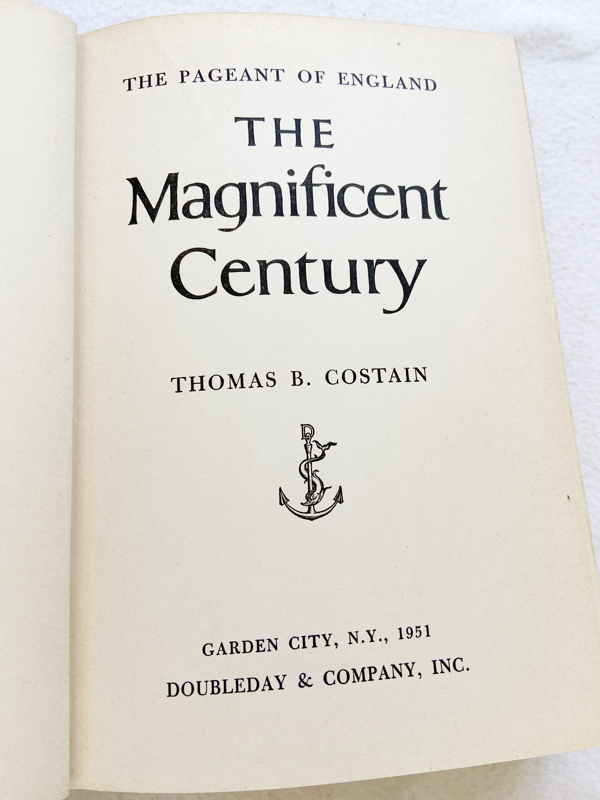 THE PAGEANT OF ENGLAND
THE
Magnificent
Century
THOMAS B. COSTAIN
D
GARDEN CITY, N.Y., 1951
DOUBLEDAY & COMPANY, INC.